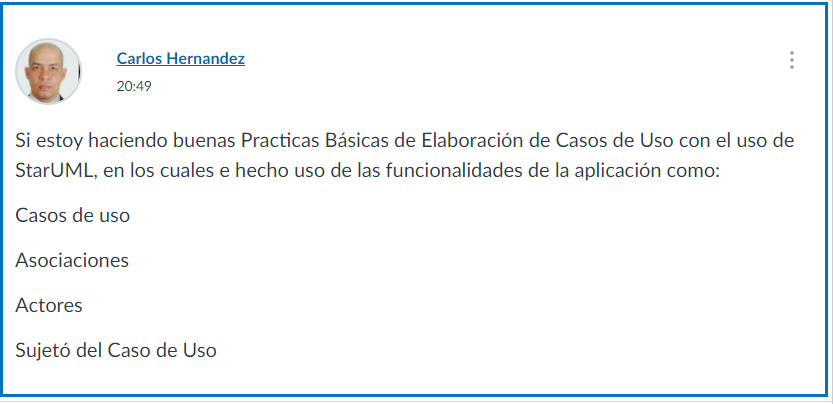 Carlos Hernandez
20:49
Si estoy haciendo buenas Practicas Básicas de Elaboración de Casos de Uso con el uso de
StarUML, en los cuales e hecho uso de las funcionalidades de la aplicación como:
Casos de uso
Asociaciones
Actores
Sujetó del Caso de Uso